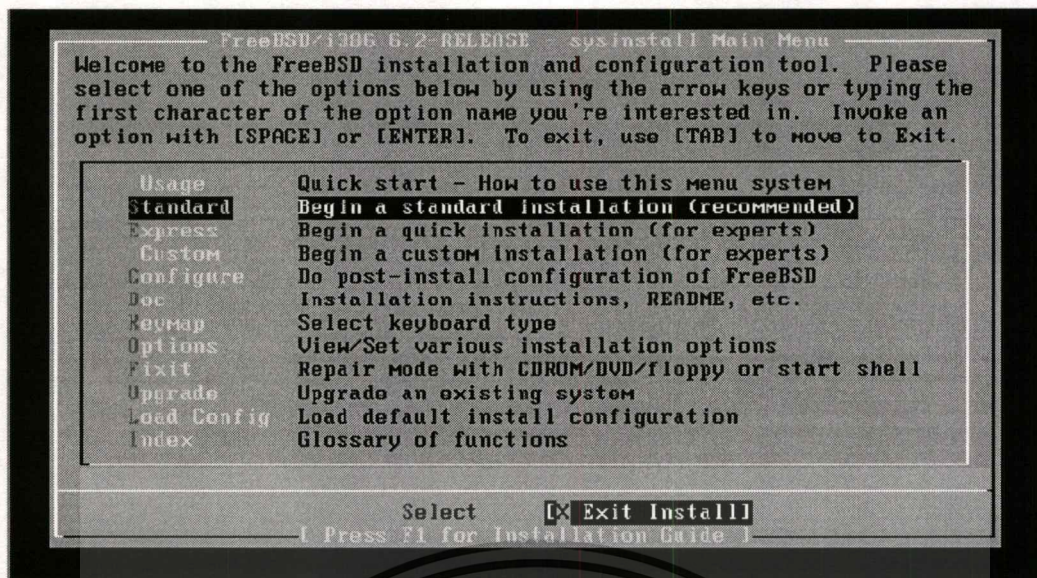 FreeBSD/i386 6.2-RELEASE - sysinstall Main Menu
Welcome to the FreeBSD installation and configuration tool.  Please
select one of the options below by using the arrow keys or typing the
first character of the option name you're interested in.  Invoke an
option with [SPACE] or [ENTER].  To exit, use [TAB] to move to Exit.
Usage Quick start - How to use this menu system
Standard Begin a standard installation (recommended)
Express Begin a quick installation (for experts)
Custom Begin a custom installation (for experts)
Configure Do post-install configuration of FreeBSD
Doc Installation instructions, README, etc.
Keymap Select keyboard type
Options View/Set various installation options
Fixit Repair mode with CDROM/DVD/floppy or start shell
Upgrade Upgrade an existing system
Load Config Load default install configuration
Index Glossary of functions
Select [X Exit Install]
[ Press F1 for Installation Guide ]